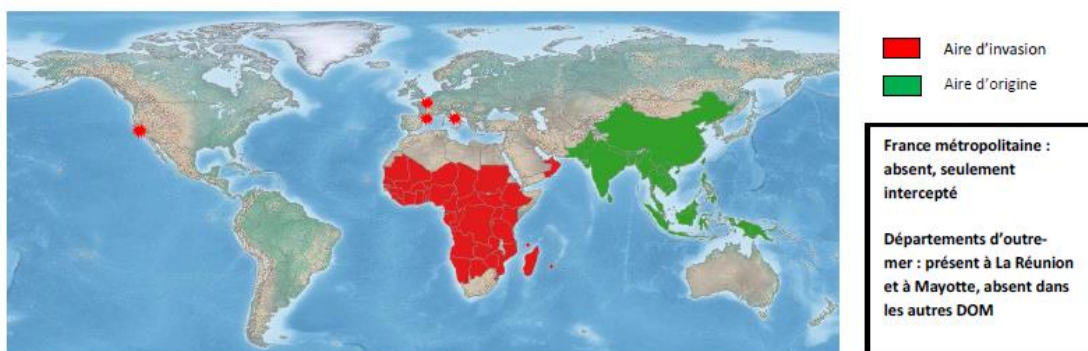 Aire d’invasion
Aire d’origine
France métropolitaine :
absent, seulement
intercepté
Départements d’outre-
mer : présent à La Réunion
et à Mayotte, absent dans
les autres DOM